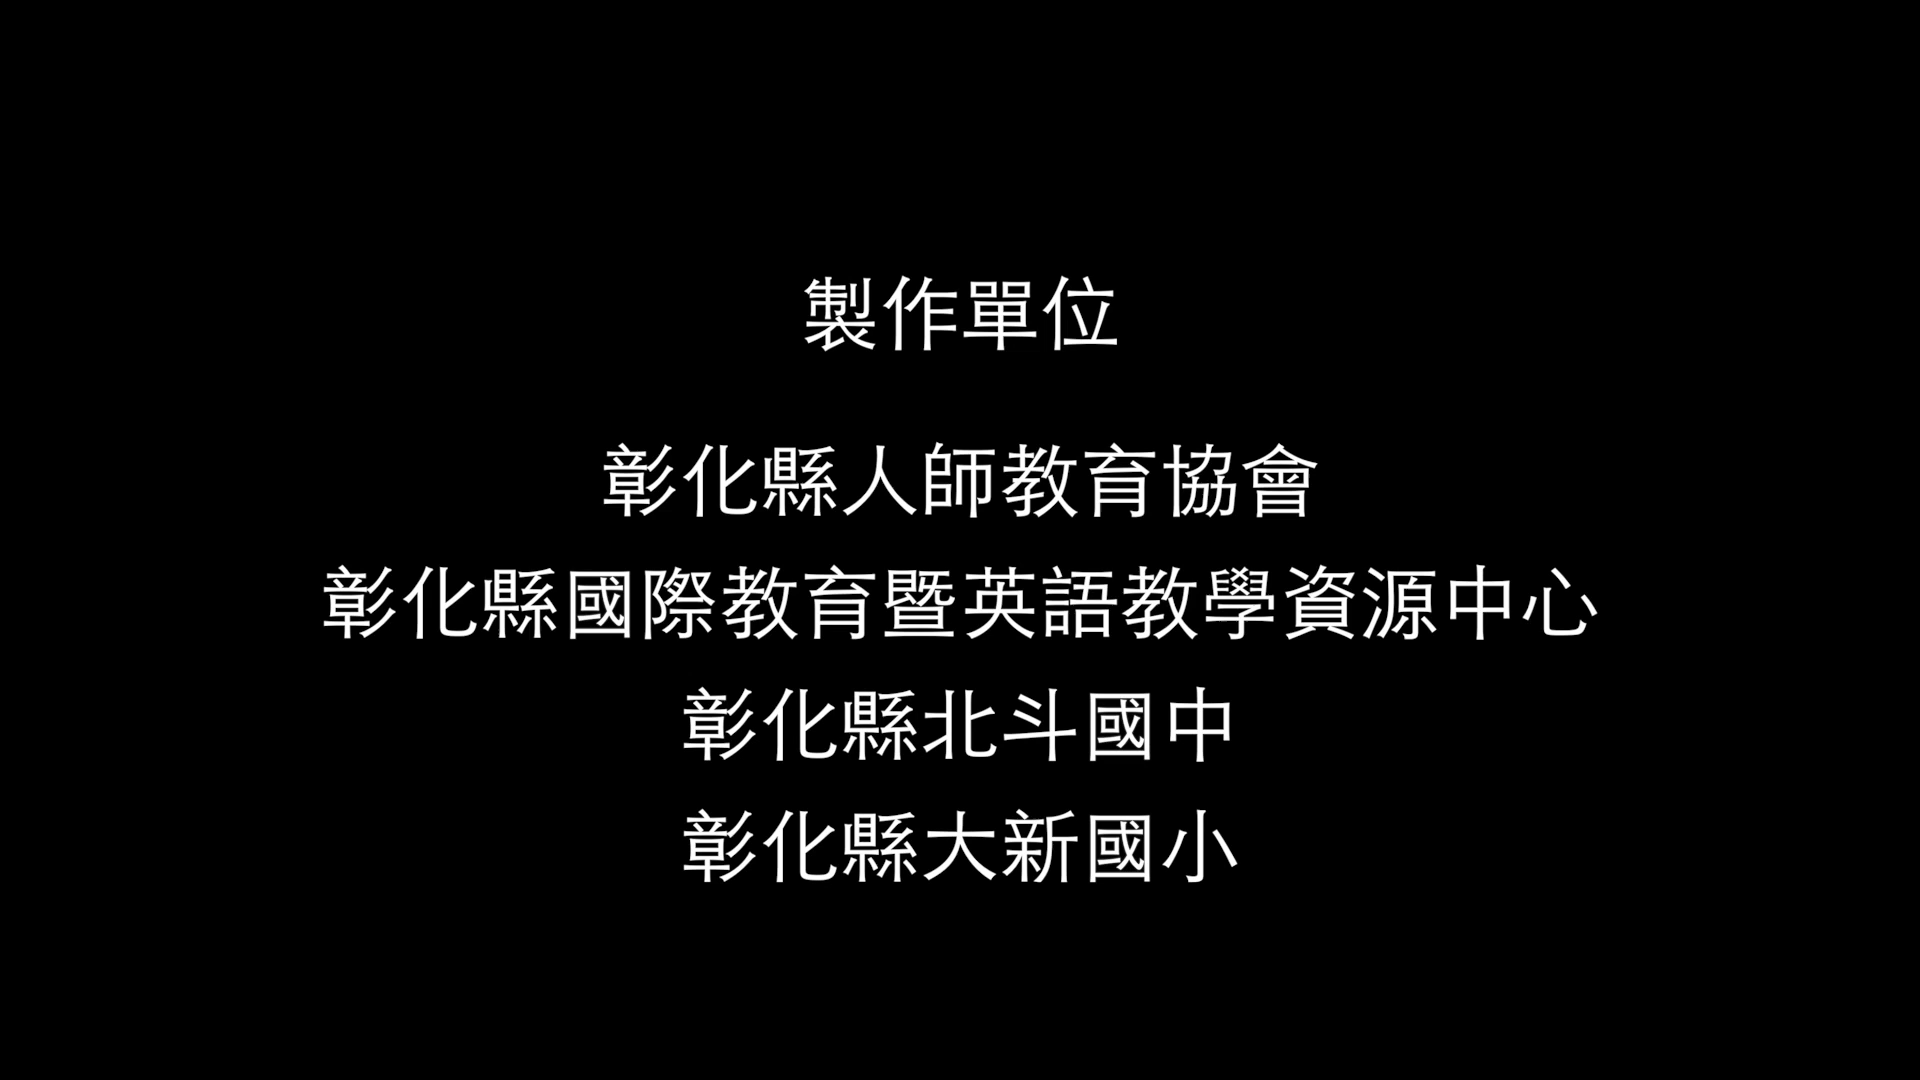 製作單位
彰化縣人師教育協會
彰化縣國際教育暨英語教學資源中心
彰化縣北斗國中
彰化縣大新國小